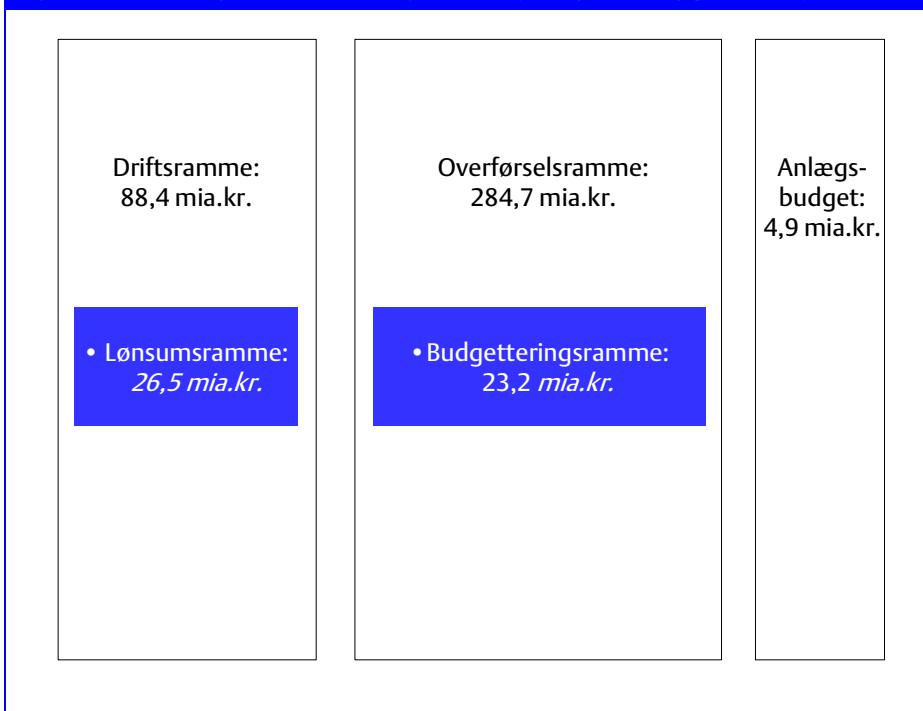 Driftsramme:
88,4 mia.kr.
Overførselsramme:
284,7 mia.kr.
Anlægs-
budget:
4,9 mia.kr.
• Lønsumsramme:
26,5 mia.kr.
• Budgetteringsramme:
23,2 mia.kr.